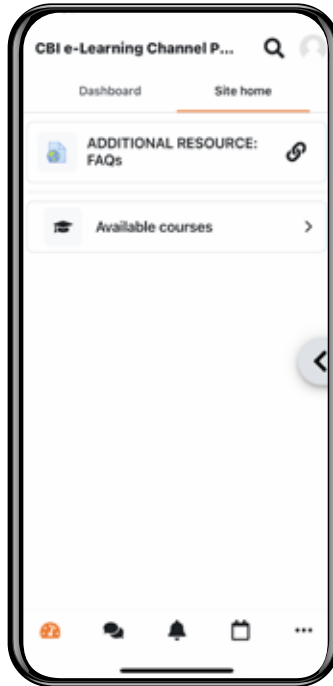 CBI e-Learning Channel P...
Dashboard Site home
ADDITIONAL RESOURCE:
FAQs
Available courses